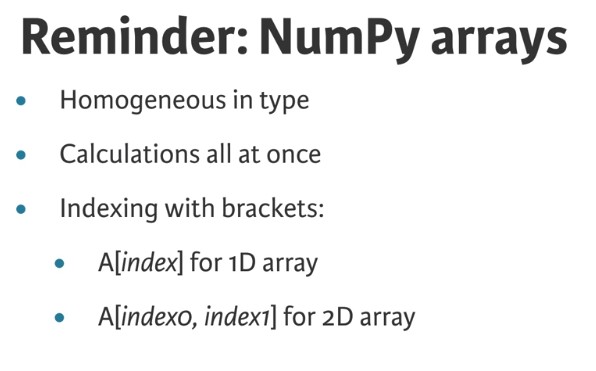 Reminder: NumPy arrays
• Homogeneous in type
• Calculations all at once
• Indexing with brackets:
• A[index] for 1D array
• A[index0, index1] for 2D array